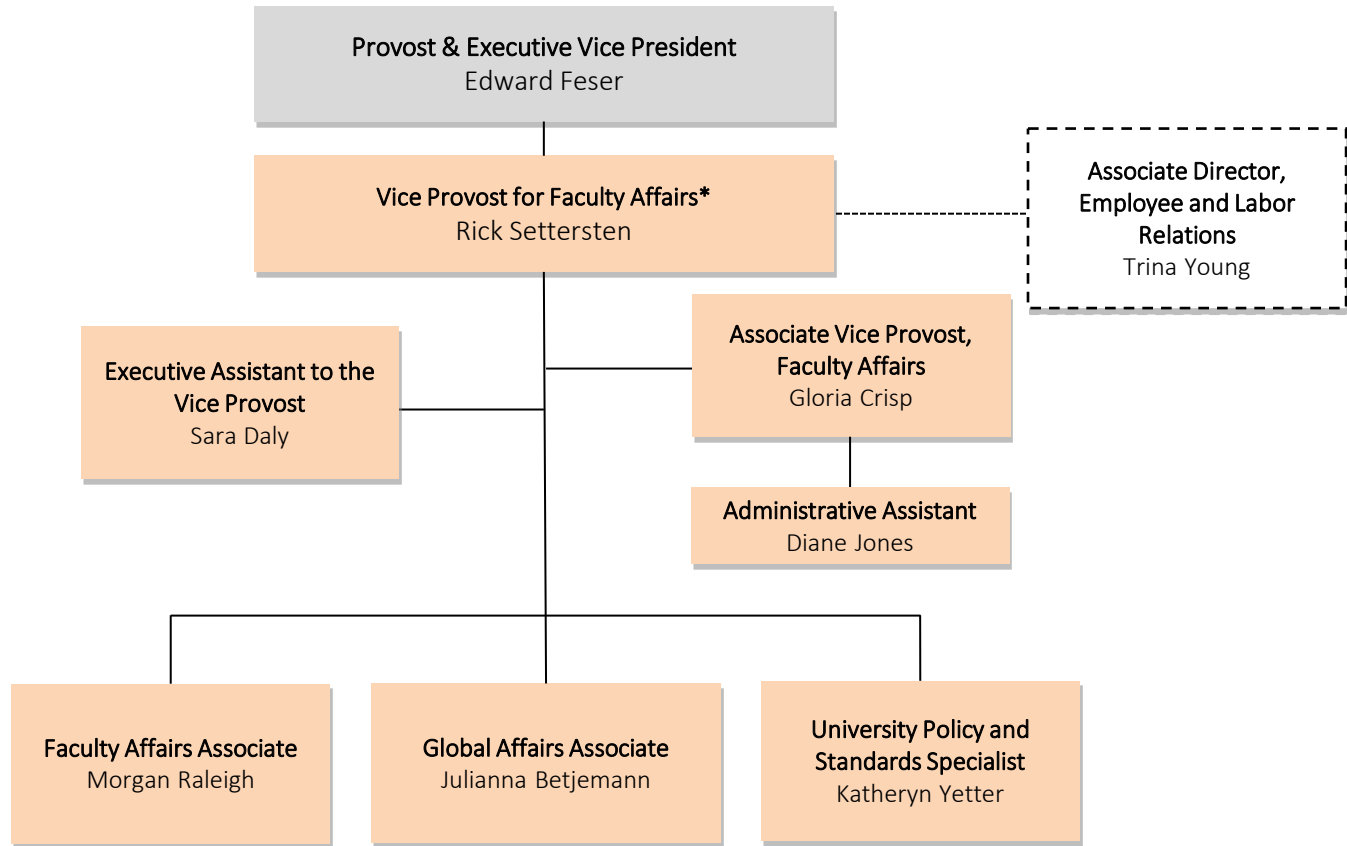 Provost & Executive Vice President
Edward Feser
Vice Provost for Faculty Affairs*
Rick Settersten
Associate Director,
Employee and Labor
Relations
Trina Young
Executive Assistant to the
Vice Provost
Sara Daly
Associate Vice Provost,
Faculty Affairs
Gloria Crisp
Administrative Assistant
Diane Jones
Faculty Affairs Associate
Morgan Raleigh
Global Affairs Associate
Julianna Betjemann
University Policy and
Standards Specialist
Katheryn Yetter